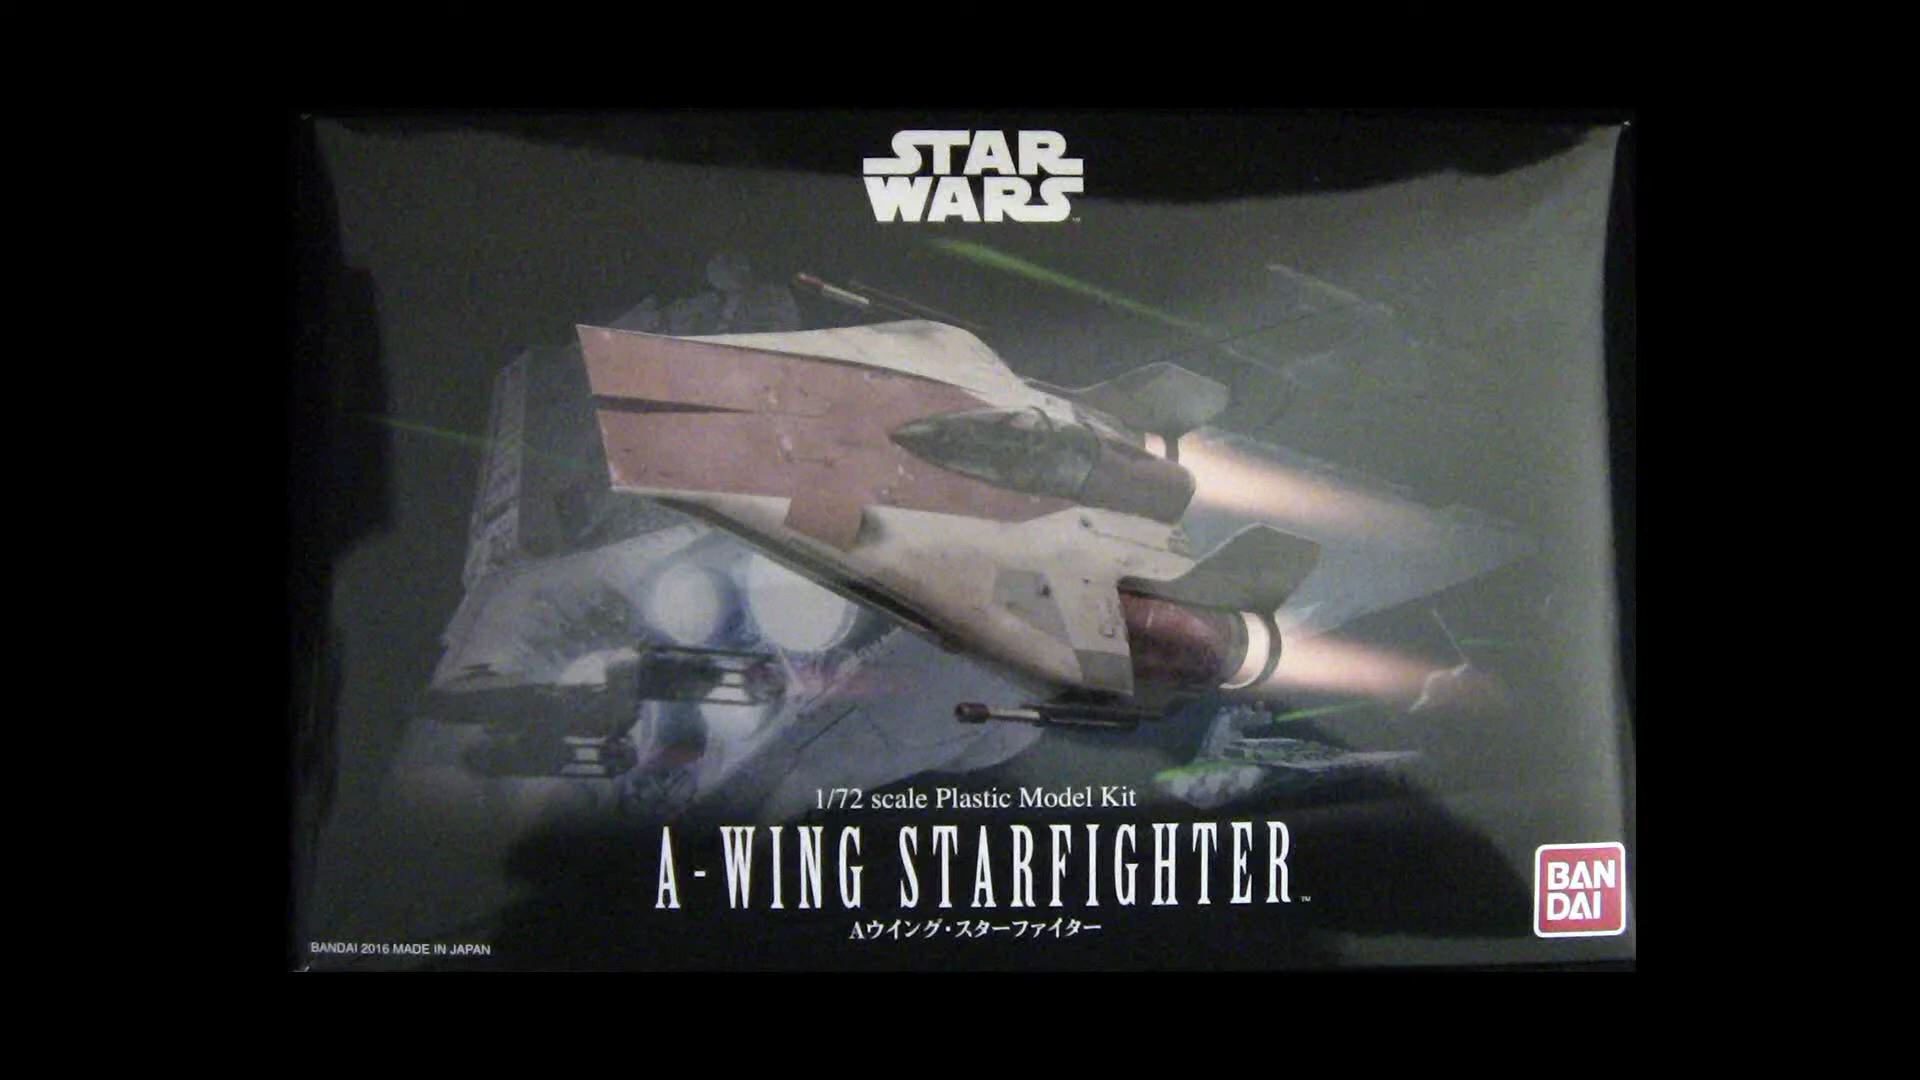 STAR
WARS
1/72 scale Plastic Model Kit
A-WING STARFIGHTER™
Aウイング・スターファイター
BANDAI 2016 MADE IN JAPAN
BAN
DAI